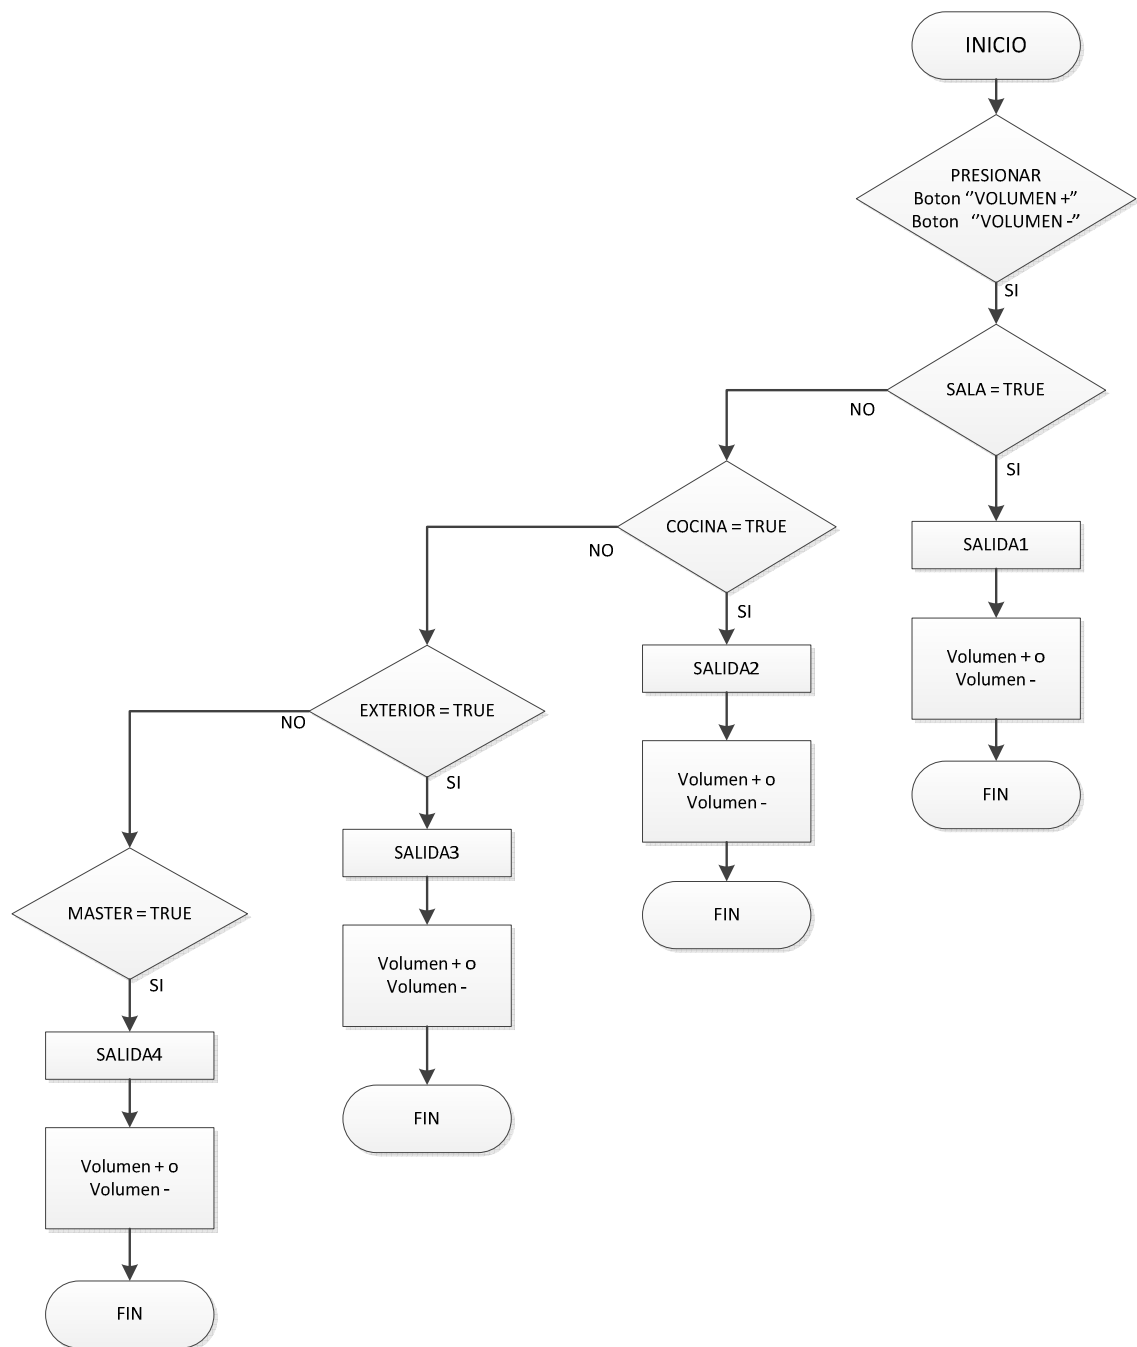 INICIO
PRESIONAR
Boton ‘’VOLUMEN +’’
Boton ‘’VOLUMEN -’’
SI
SALA = TRUE
NO
SI
COCINA = TRUE
NO
SI
SALIDA1
Volumen + o
Volumen -
FIN
EXTERIOR = TRUE
NO
SI
SALIDA2
Volumen + o
Volumen -
FIN
MASTER = TRUE
SI
SALIDA3
Volumen + o
Volumen -
FIN
SALIDA4
Volumen + o
Volumen -
FIN